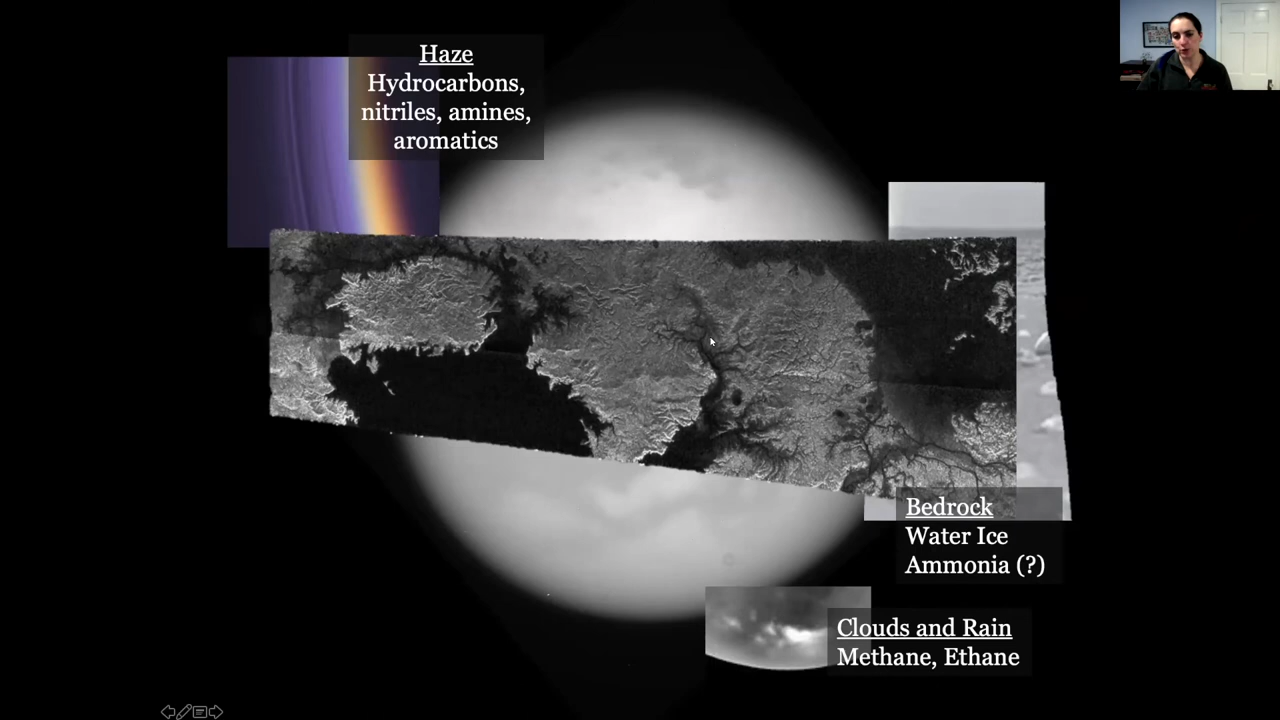 Haze
Hydrocarbons,
nitriles, amines,
aromatics
Bedrock
Water Ice
Ammonia (?)
Clouds and Rain
Methane, Ethane